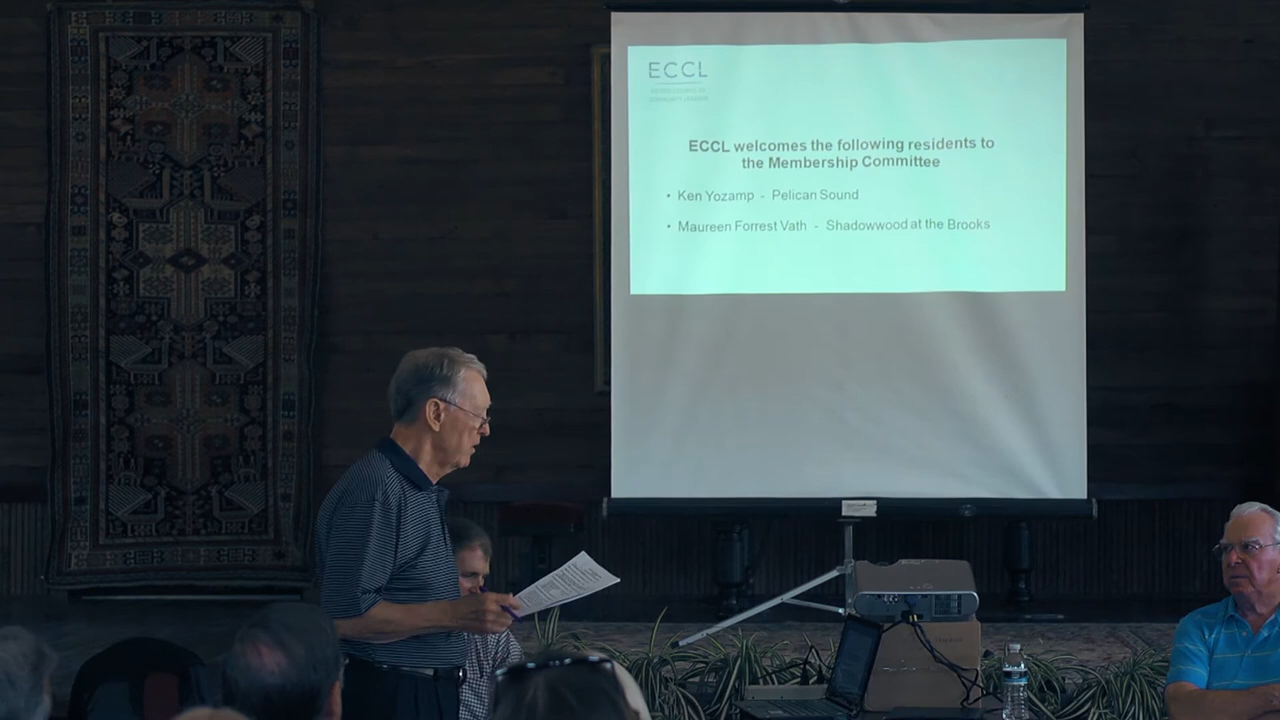 ECCL
ECCL welcomes the following residents to
the Membership Committee
• Ken Yozamp - Pelican Sound
• Maureen Forrest Vath - Shadowwood at the Brooks